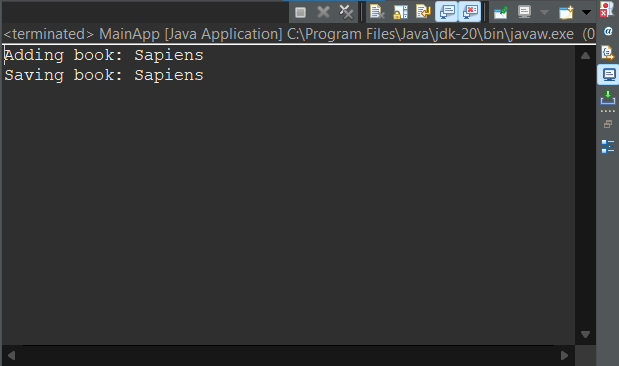 <terminated> MainApp [Java Application] C:\Program Files\Java\jdk-20\bin\javaw.exe (0
Adding book: Sapiens
Saving book: Sapiens